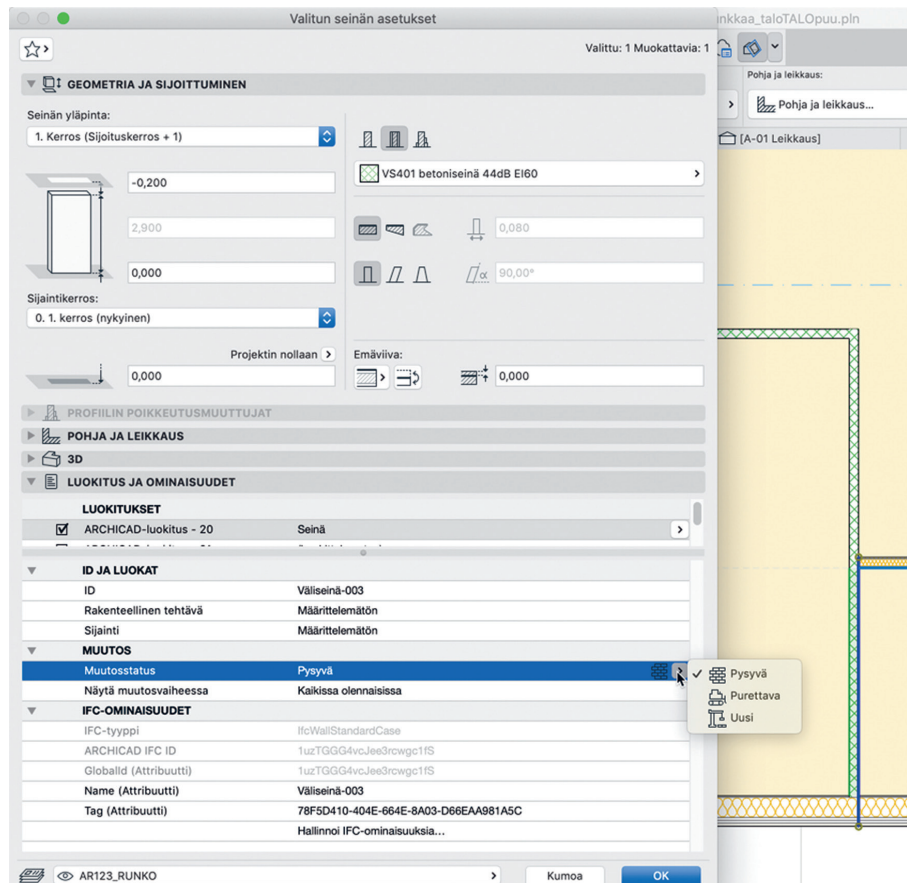 Valitun seinän asetukset
nkkaa_taloTALOpuu.pln
Valittu: 1 Muokattavia: 1
Pohja ja leikkaus:
Pohja ja leikkaus...
[A-01 Leikkaus]
GEOMETRIA JA SIJOITTUMINEN
Seinän yläpinta:
1. Kerros (Sijoituskerros + 1)
VS401 betoniseinä 44dB EI60
-0,200
2,900
0,080
0,000
α
90,00°
Sijaintikerros:
0. 1. kerros (nykyinen)
Projektin nollaan
Emäviiva:
0,000
0,000
PROFIILIN POIKKEUTUSMUUTTUJAT
POHJA JA LEIKKAUS
3D
LUOKITUS JA OMINAISUUDET
LUOKITUKSET
ARCHICAD-luokitus - 20 Seinä
ID JA LUOKAT
ID Väliseinä-003
Rakenteellinen tehtävä Määrittelemätön
Sijainti Määrittelemätön
MUUTOS
Muutosstatus Pysyvä
Näytä muutosvaiheessa Kaikissa olennaisissa
Pysyvä
Purettava
Uusi
IFC-OMINAISUUDET
IFC-tyyppi IfcWallStandardCase
ARCHICAD IFC ID 1uzTGGG4vcJee3rcwgc1fS
GlobalId (Attribuutti) 1uzTGGG4vcJee3rcwgc1fS
Name (Attribuutti) Väliseinä-003
Tag (Attribuutti) 78F5D410-404E-664E-8A03-D66EAA981A5C
Hallinnoi IFC-ominaisuuksia...
AR123_RUNKO
Kumoa
OK